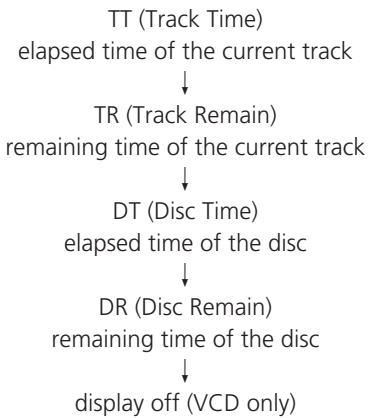 TT (Track Time)
elapsed time of the current track
TR (Track Remain)
remaining time of the current track
DT (Disc Time)
elapsed time of the disc
DR (Disc Remain)
remaining time of the disc
display off (VCD only)